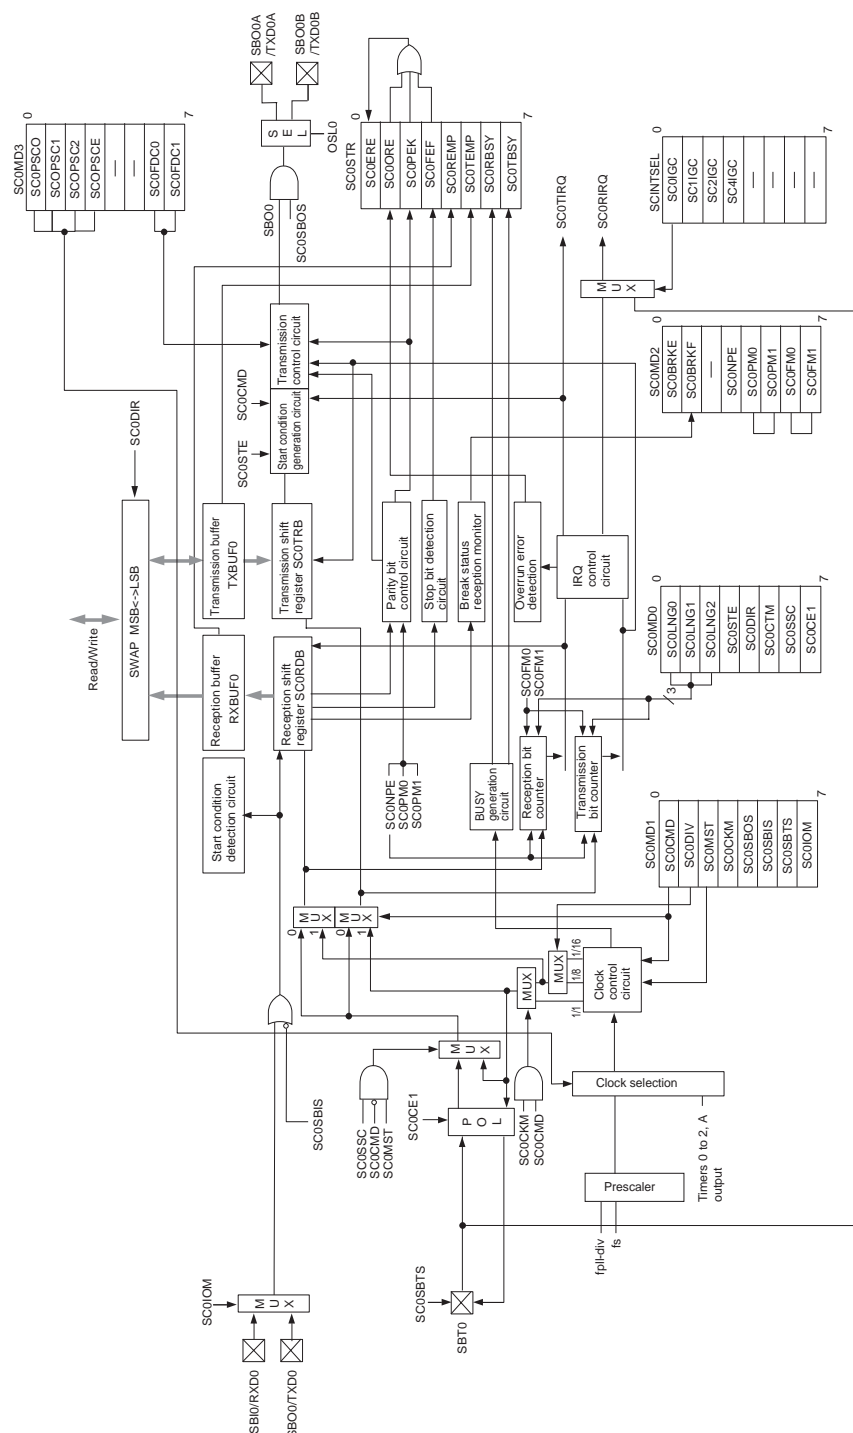 SC0MD3
0
SC0PSC0
SC0PSC1
SC0PSC2
SC0PSCE
—
—
SC0FDC0
SC0FDC1
7
SBO0A
/TXD0A
SBO0B
/TXD0B
SEL
OSL0
SBO0
SC0SBOS
SC0STR
0
SC0ERE
SC0ORE
SC0PEK
SC0FEF
SC0REMP
SC0TEMP
SC0RBSY
SC0TBSY
7
SC0TIRQ
SC0RIRQ
MUX
SCINTSEL
0
SC0IGC
SC1IGC
SC2IGC
SC4IGC
—
—
—
—
7
SC0MD2
0
SC0BRKE
SC0BRKF
—
SC0NPE
SC0PM0
SC0PM1
SC0FM0
SC0FM1
7
Read/Write
SWAP MSB<->LSB
SC0DIR
Transmission buffer
TXBUF0
Reception buffer
RXBUF0
SC0STE
SC0CMD
Start condition
generation circuit
Transmission
control circuit
Transmission shift
register SC0TRB
Reception shift
register SC0RDB
Start condition
detection circuit
Parity bit
control circuit
Stop bit detection
circuit
Break status
reception monitor
Overrun error
detection
IRQ
control
circuit
SC0NPE
SC0PM0
SC0PM1
BUSY
generation
circuit
SC0FM0
SC0FM1
Reception bit
counter
Transmission
bit counter
3
SC0MD0
0
SC0LNG0
SC0LNG1
SC0LNG2
SC0STE
SC0DIR
SC0CTM
SC0SSC
SC0CE1
7
SC0MD1
0
SC0CMD
SC0DIV
SC0MST
SC0CKM
SC0SBOS
SC0SBIS
SC0SBTS
SC0IOM
7
0
MUX
1
0
MUX
1
MUX
MUX
1/1
1/8
1/16
Clock
control
circuit
SC0SBIS
SC0SSC
SC0CMD
SC0MST
MUX
SC0CE1
POL
SC0CKM
SC0CMD
Clock selection
Timers 0 to 2, A
output
Prescaler
fpll-div
fs
SC0IOM
MUX
SBI0/RXD0
SBO0/TXD0
SC0SBTS
SBT0